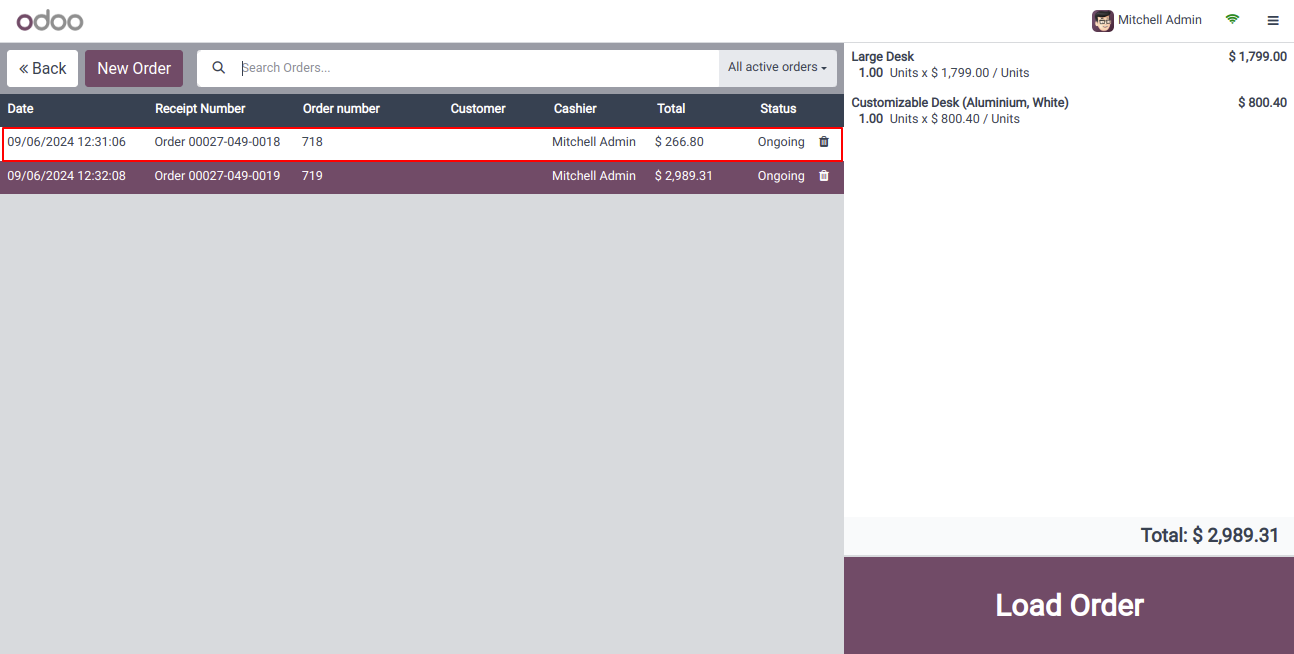 odoo
Mitchell Admin
« Back
New Order
Search Orders...
All active orders
Date Receipt Number Order number Customer Cashier Total Status
09/06/2024 12:31:06 Order 00027-049-0018 718 Mitchell Admin $ 266.80 Ongoing
09/06/2024 12:32:08 Order 00027-049-0019 719 Mitchell Admin $ 2,989.31 Ongoing
Large Desk $ 1,799.00
1.00 Units x $ 1,799.00 / Units
Customizable Desk (Aluminium, White) $ 800.40
1.00 Units x $ 800.40 / Units
Total: $ 2,989.31
Load Order